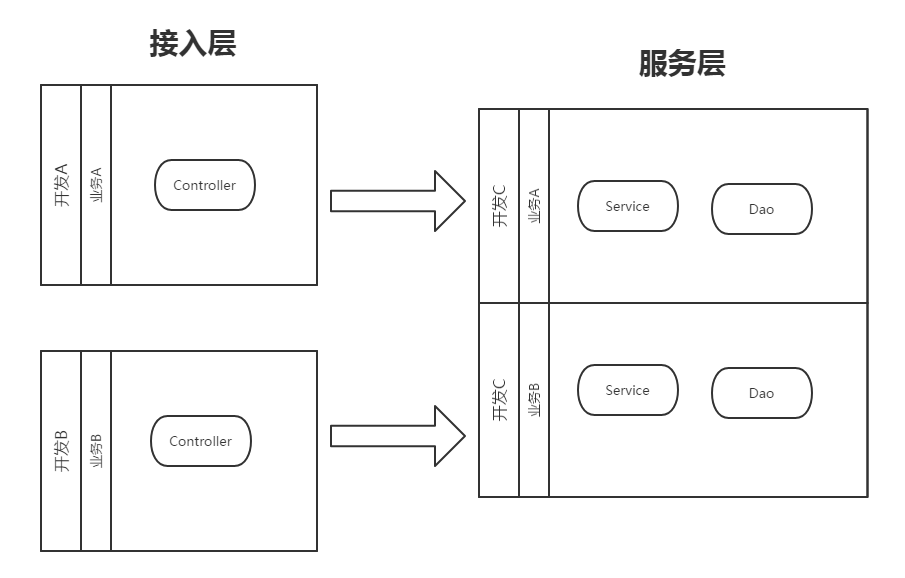 接入层
服务层
开发A
业务A
Controller
开发C
业务A
Service
Dao
开发B
业务B
Controller
开发C
业务B
Service
Dao